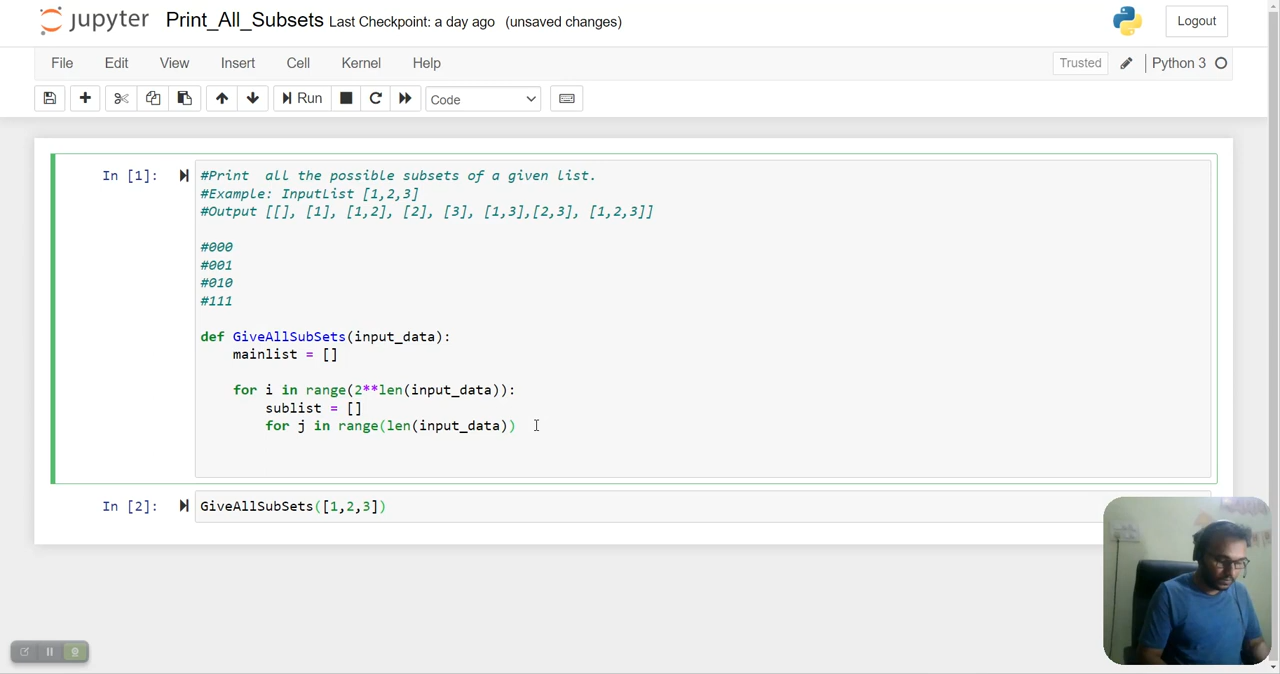 jupyter Print_All_Subsets Last Checkpoint: a day ago (unsaved changes) Logout
File Edit View Insert Cell Kernel Help Trusted Python 3
Run Code
In [1]: #Print  all the possible subsets of a given list.
#Example: InputList [1,2,3]
#Output [[], [1], [1,2], [2], [3], [1,3],[2,3], [1,2,3]]
#000
#001
#010
#111
def GiveAllSubSets(input_data):
mainlist = []
for i in range(2**len(input_data)):
sublist = []
for j in range(len(input_data))
In [2]: GiveAllSubSets([1,2,3])